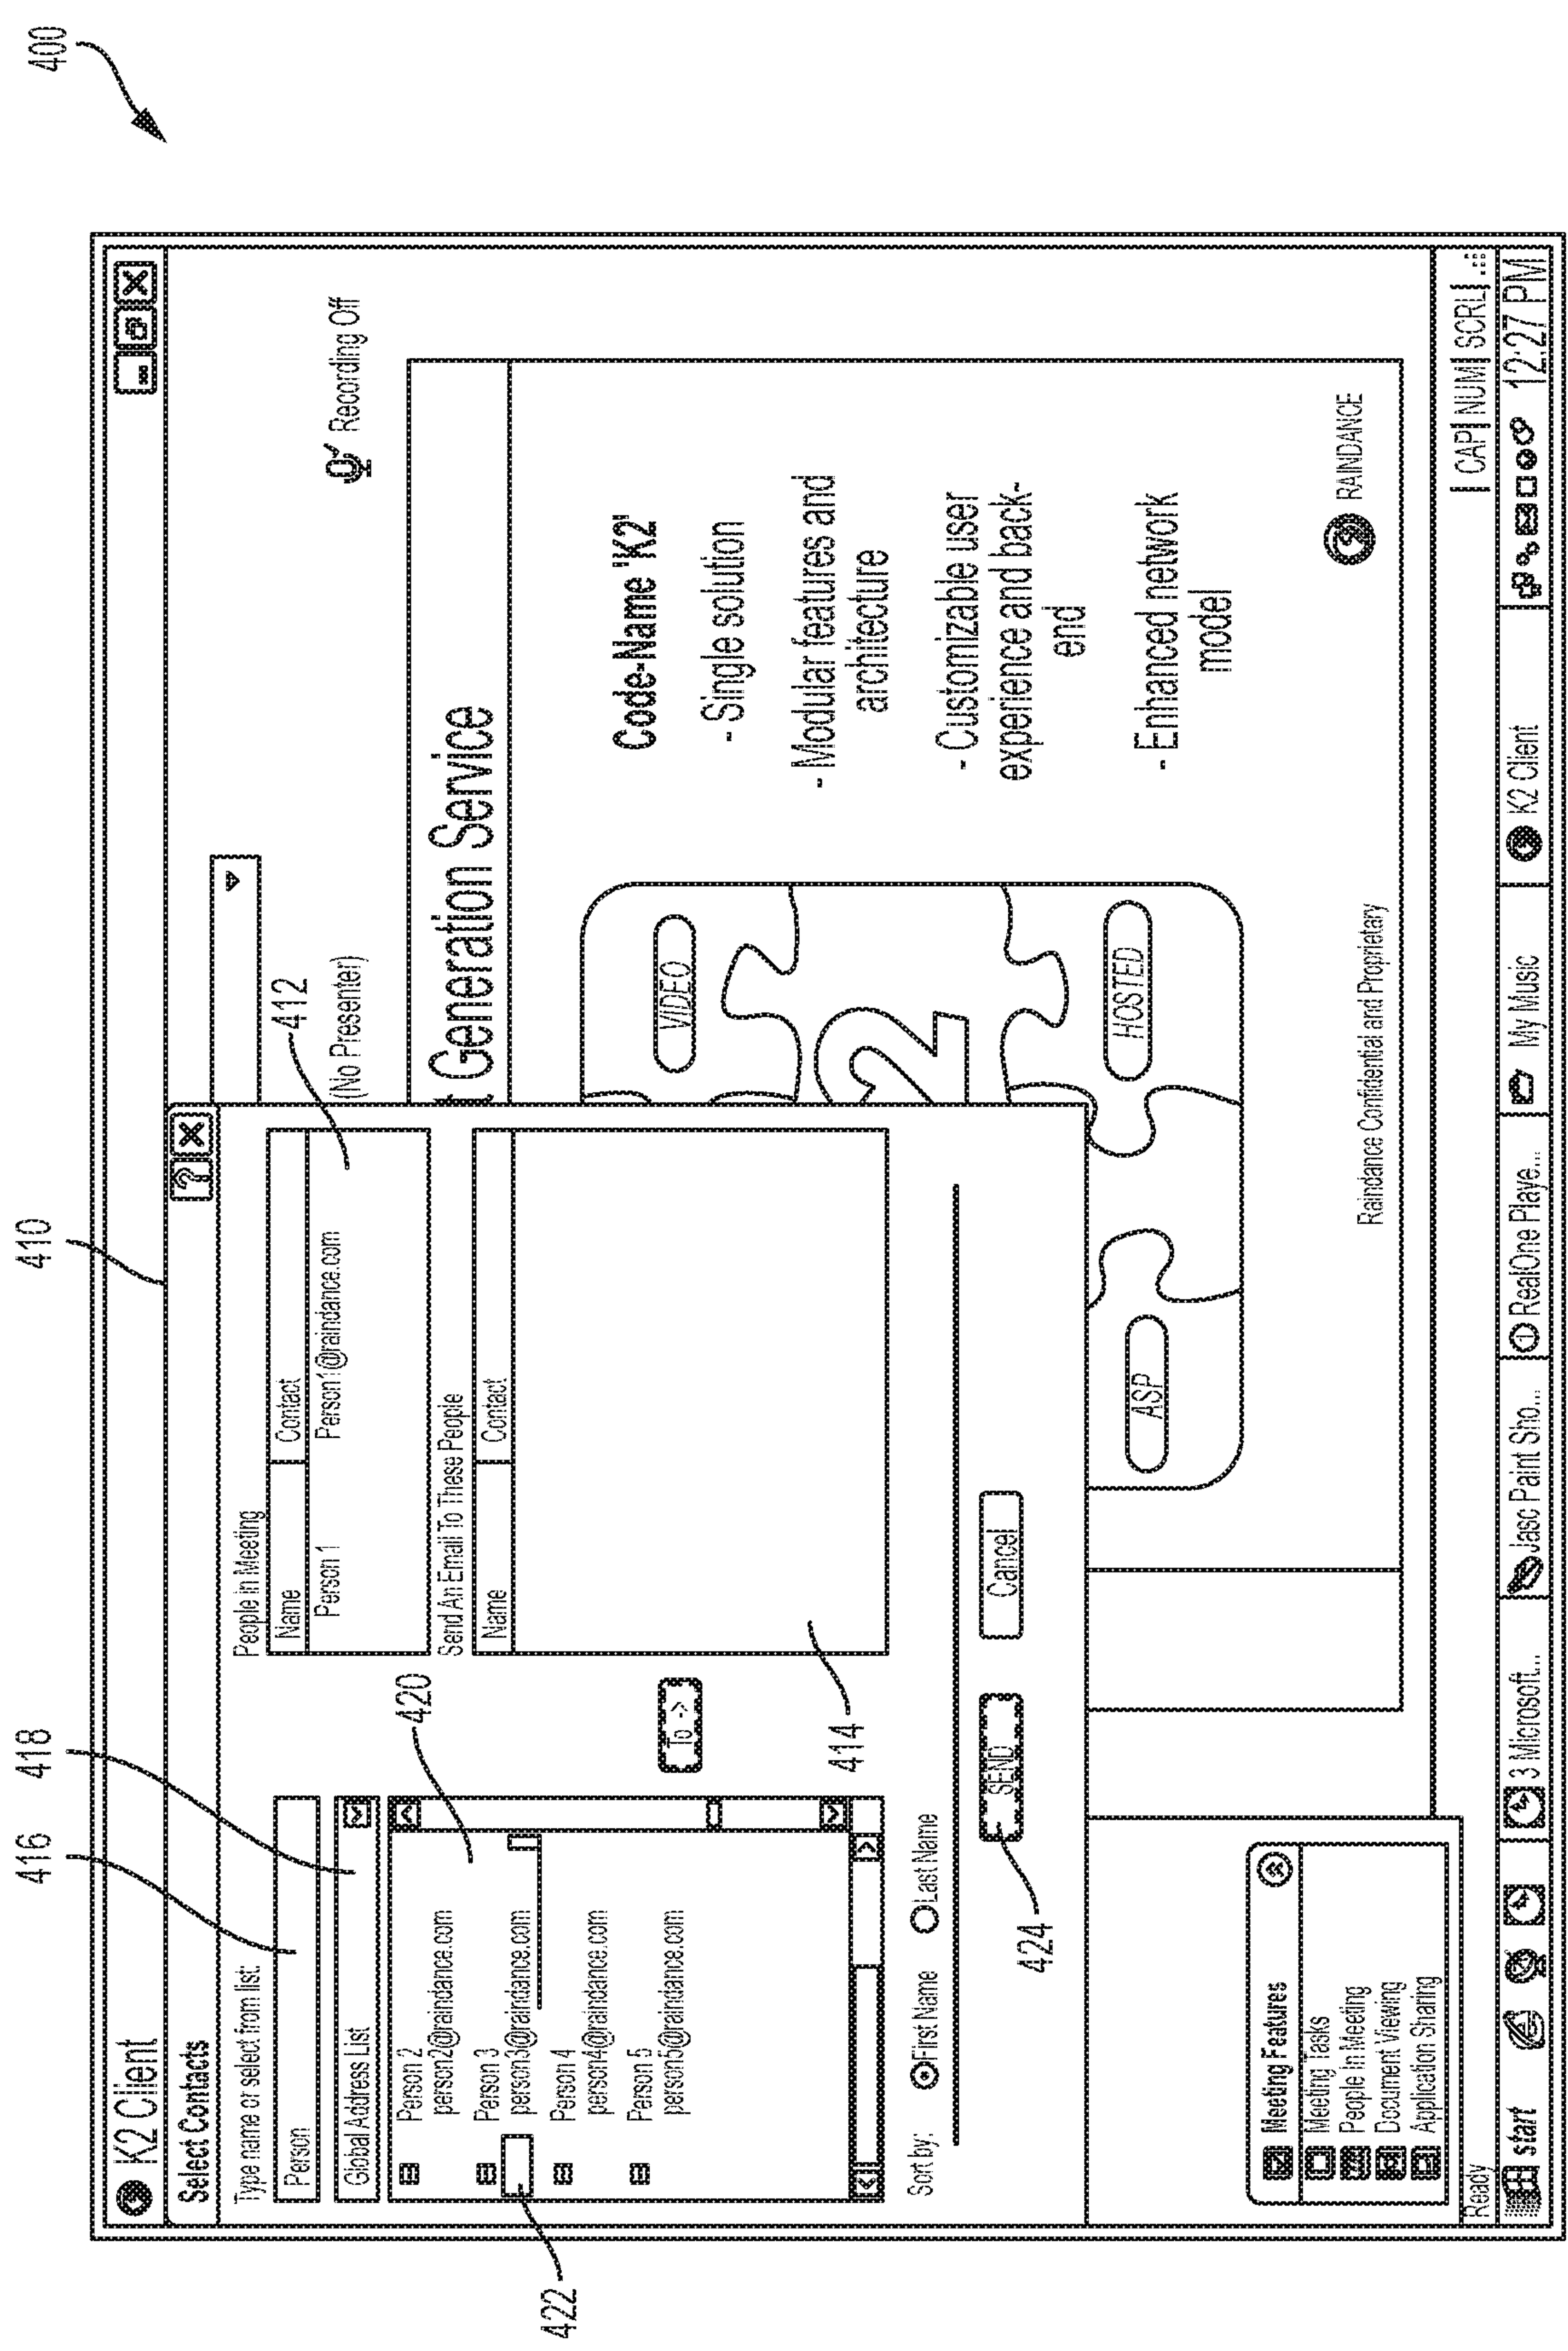 400
410
K2 Client
Select Contacts
416
418
Type name or select from list:
Person
Global Address List
Person 2
person2@raindance.com
Person 3
person3@raindance.com
Person 4
person4@raindance.com
Person 5
person5@raindance.com
420
422
Sort by:
First Name
Last Name
To ->
People in Meeting
Name
Contact
Person 1
Person1@raindance.com
412
Send An Email To These People
Name
Contact
414
SEND
Cancel
424
(No Presenter)
Recording Off
t Generation Service
VIDEO
2
HOSTED
ASP
Code-Name 'K2'
- Single solution
- Modular features and
architecture
- Customizable user
experience and back-
end
- Enhanced network
model
Raindance Confidential and Proprietary
RAINDANCE
Meeting Features
Meeting Tasks
People in Meeting
Document Viewing
Application Sharing
Ready
CAP NUM SCRL
start
3 Microsoft...
Jasc Paint Sho...
RealOne Playe...
My Music
K2 Client
12:27 PM